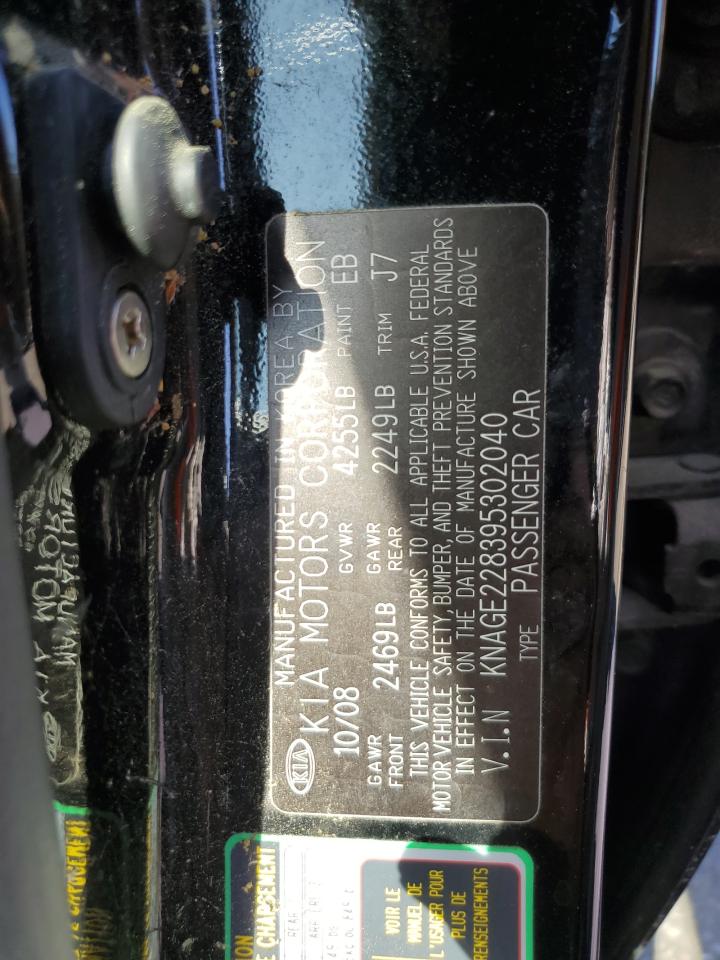 MANUFACTURED IN KOREA BY
KIA KIA MOTORS CORPORATION
10/08 GVWR 4255LB PAINT EB
GAWR FRONT 2469LB GAWR REAR 2249LB TRIM J7
THIS VEHICLE CONFORMS TO ALL APPLICABLE U.S.A. FEDERAL
MOTOR VEHICLE SAFETY, BUMPER, AND THEFT PREVENTION STANDARDS
IN EFFECT ON THE DATE OF MANUFACTURE SHOWN ABOVE
V.I.N KNAGE228395302040
TYPE PASSENGER CAR
VOIR LE
MANUEL DE
L'USAGER POUR
PLUS DE
RENSEIGNEMENTS